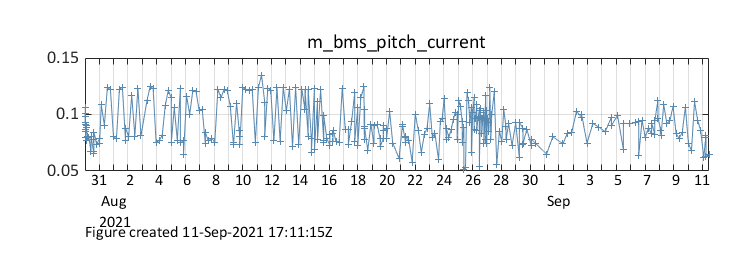 m_bms_pitch_current
0.15
0.1
0.05
31 2 4 6 8 10 12 14 16 18 20 22 24 26 28 30 1 3 5 7 9 11
Aug Sep
2021
Figure created 11-Sep-2021 17:11:15Z